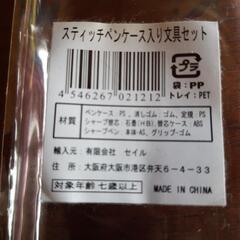 スティッチペンケース入り文具セット
プラ
袋：PP
トレイ：PET
4 546267 021212
材質
ペンケース：PS、消しゴム：ゴム、定規：PS
シャープ替芯：石墨（HB）、替芯ケース：ABS
シャープペン：本体-AS、グリップ-ゴム
輸入元：有限会社 セイル
住 所：大阪府大阪市港区弁天6-4-33
対象年齢七歳以上
MADE IN CHINA